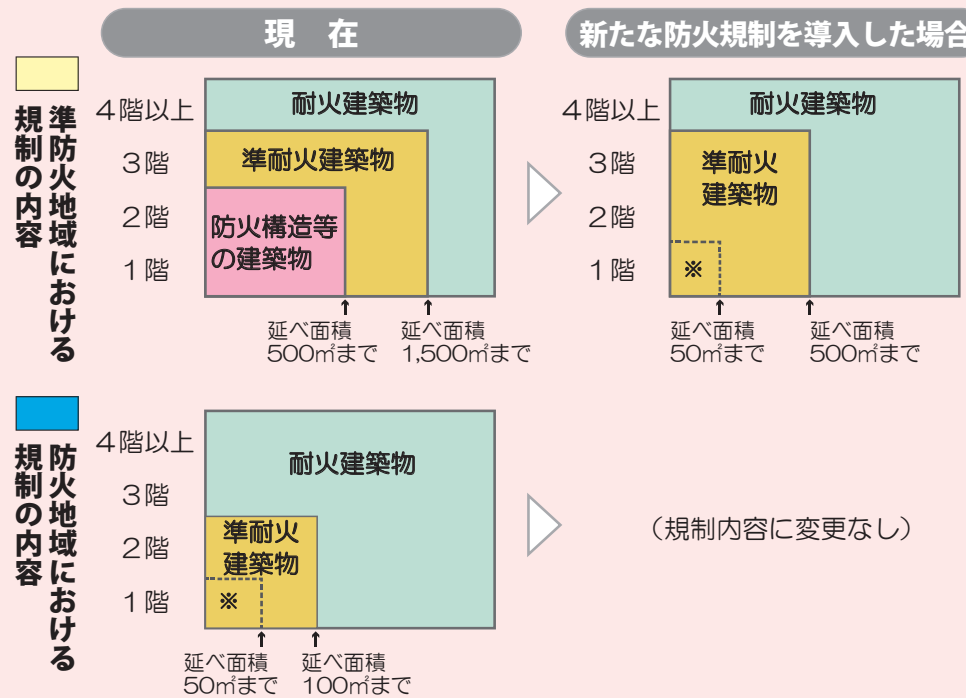 現 在
新たな防火規制を導入した場合
準防火地域における
規制の内容
4階以上
3階
2階
1階
耐火建築物
準耐火建築物
防火構造等
の建築物
延べ面積
500㎡まで
延べ面積
1,500㎡まで
4階以上
3階
2階
1階
耐火建築物
準耐火
建築物
※
延べ面積
50㎡まで
延べ面積
500㎡まで
防火地域における
規制の内容
4階以上
3階
2階
1階
耐火建築物
準耐火
建築物
※
延べ面積
50㎡まで
延べ面積
100㎡まで
（規制内容に変更なし）